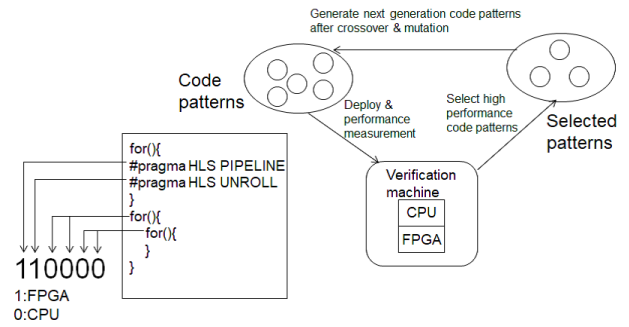 Generate next generation code patterns
after crossover & mutation
Code
patterns
Deploy &
performance
measurement
Select high
performance
code patterns
Selected
patterns
Verification
machine
CPU
FPGA
for(){
#pragma HLS PIPELINE
#pragma HLS UNROLL
}
for(){
for(){
}
}
110000
1:FPGA
0:CPU